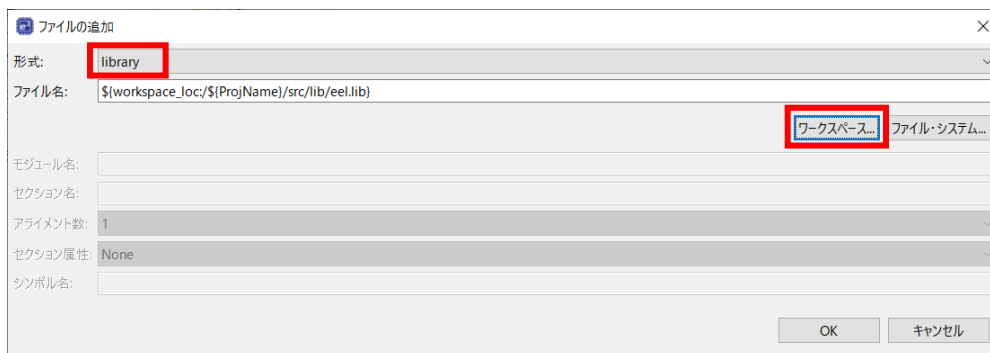 ファイルの追加
形式: library
ファイル名: ${workspace_loc:/${ProjName}/src/lib/eel.lib}
ワークスペース... ファイル・システム...
モジュール名:
セクション名:
アライメント数: 1
セクション属性: None
シンボル名:
OK キャンセル